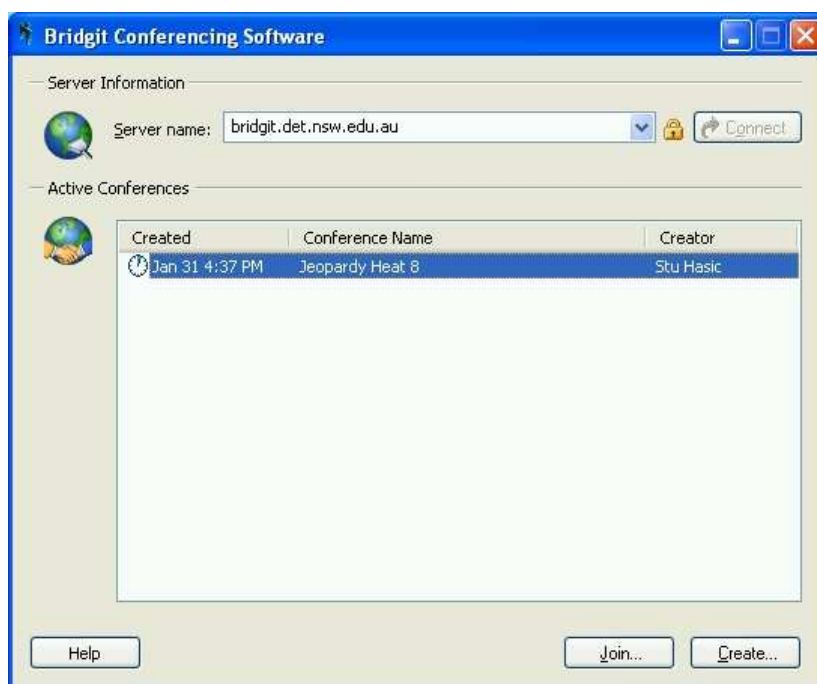 Bridgit Conferencing Software
Server Information
Server name: bridgit.det.nsw.edu.au Connect
Active Conferences
Created Conference Name Creator
Jan 31 4:37 PM Jeopardy Heat 8 Stu Hasic
Help Join... Create...